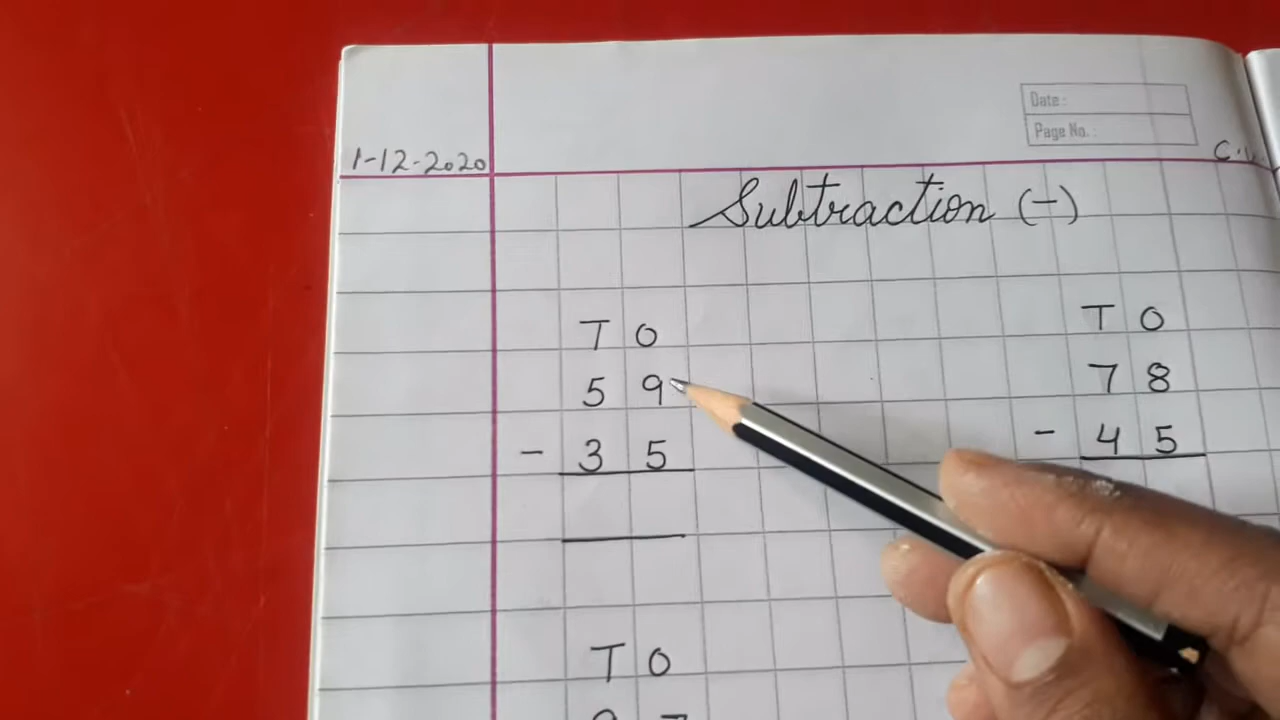 Date :
Page No. :
1-12-2020
Subtraction (-)
T O
5 9
- 3 5
T O
7 8
- 4 5
T O